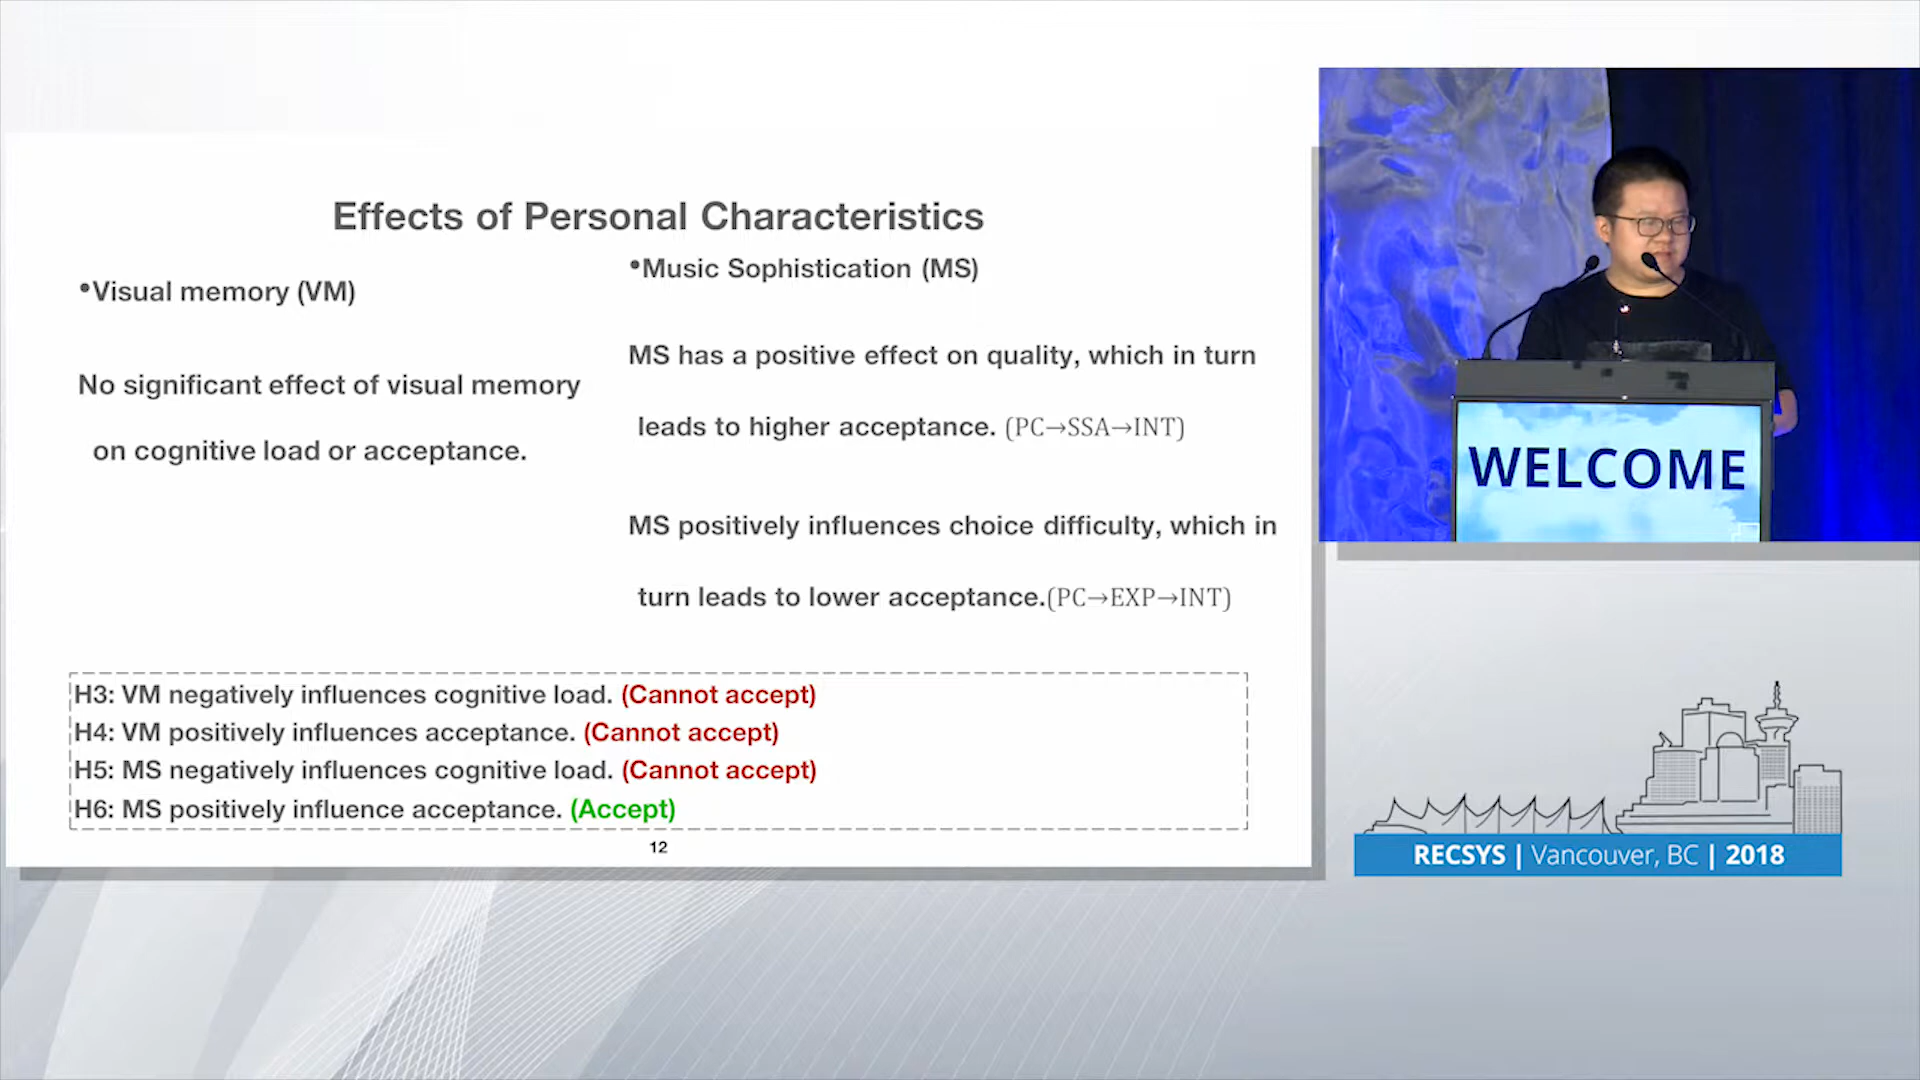 Effects of Personal Characteristics
•Visual memory (VM)
No significant effect of visual memory
on cognitive load or acceptance.
•Music Sophistication (MS)
MS has a positive effect on quality, which in turn
leads to higher acceptance. (PC→SSA→INT)
MS positively influences choice difficulty, which in
turn leads to lower acceptance.(PC→EXP→INT)
H3: VM negatively influences cognitive load. (Cannot accept)
H4: VM positively influences acceptance. (Cannot accept)
H5: MS negatively influences cognitive load. (Cannot accept)
H6: MS positively influence acceptance. (Accept)
12
WELCOME
RECSYS | Vancouver, BC | 2018